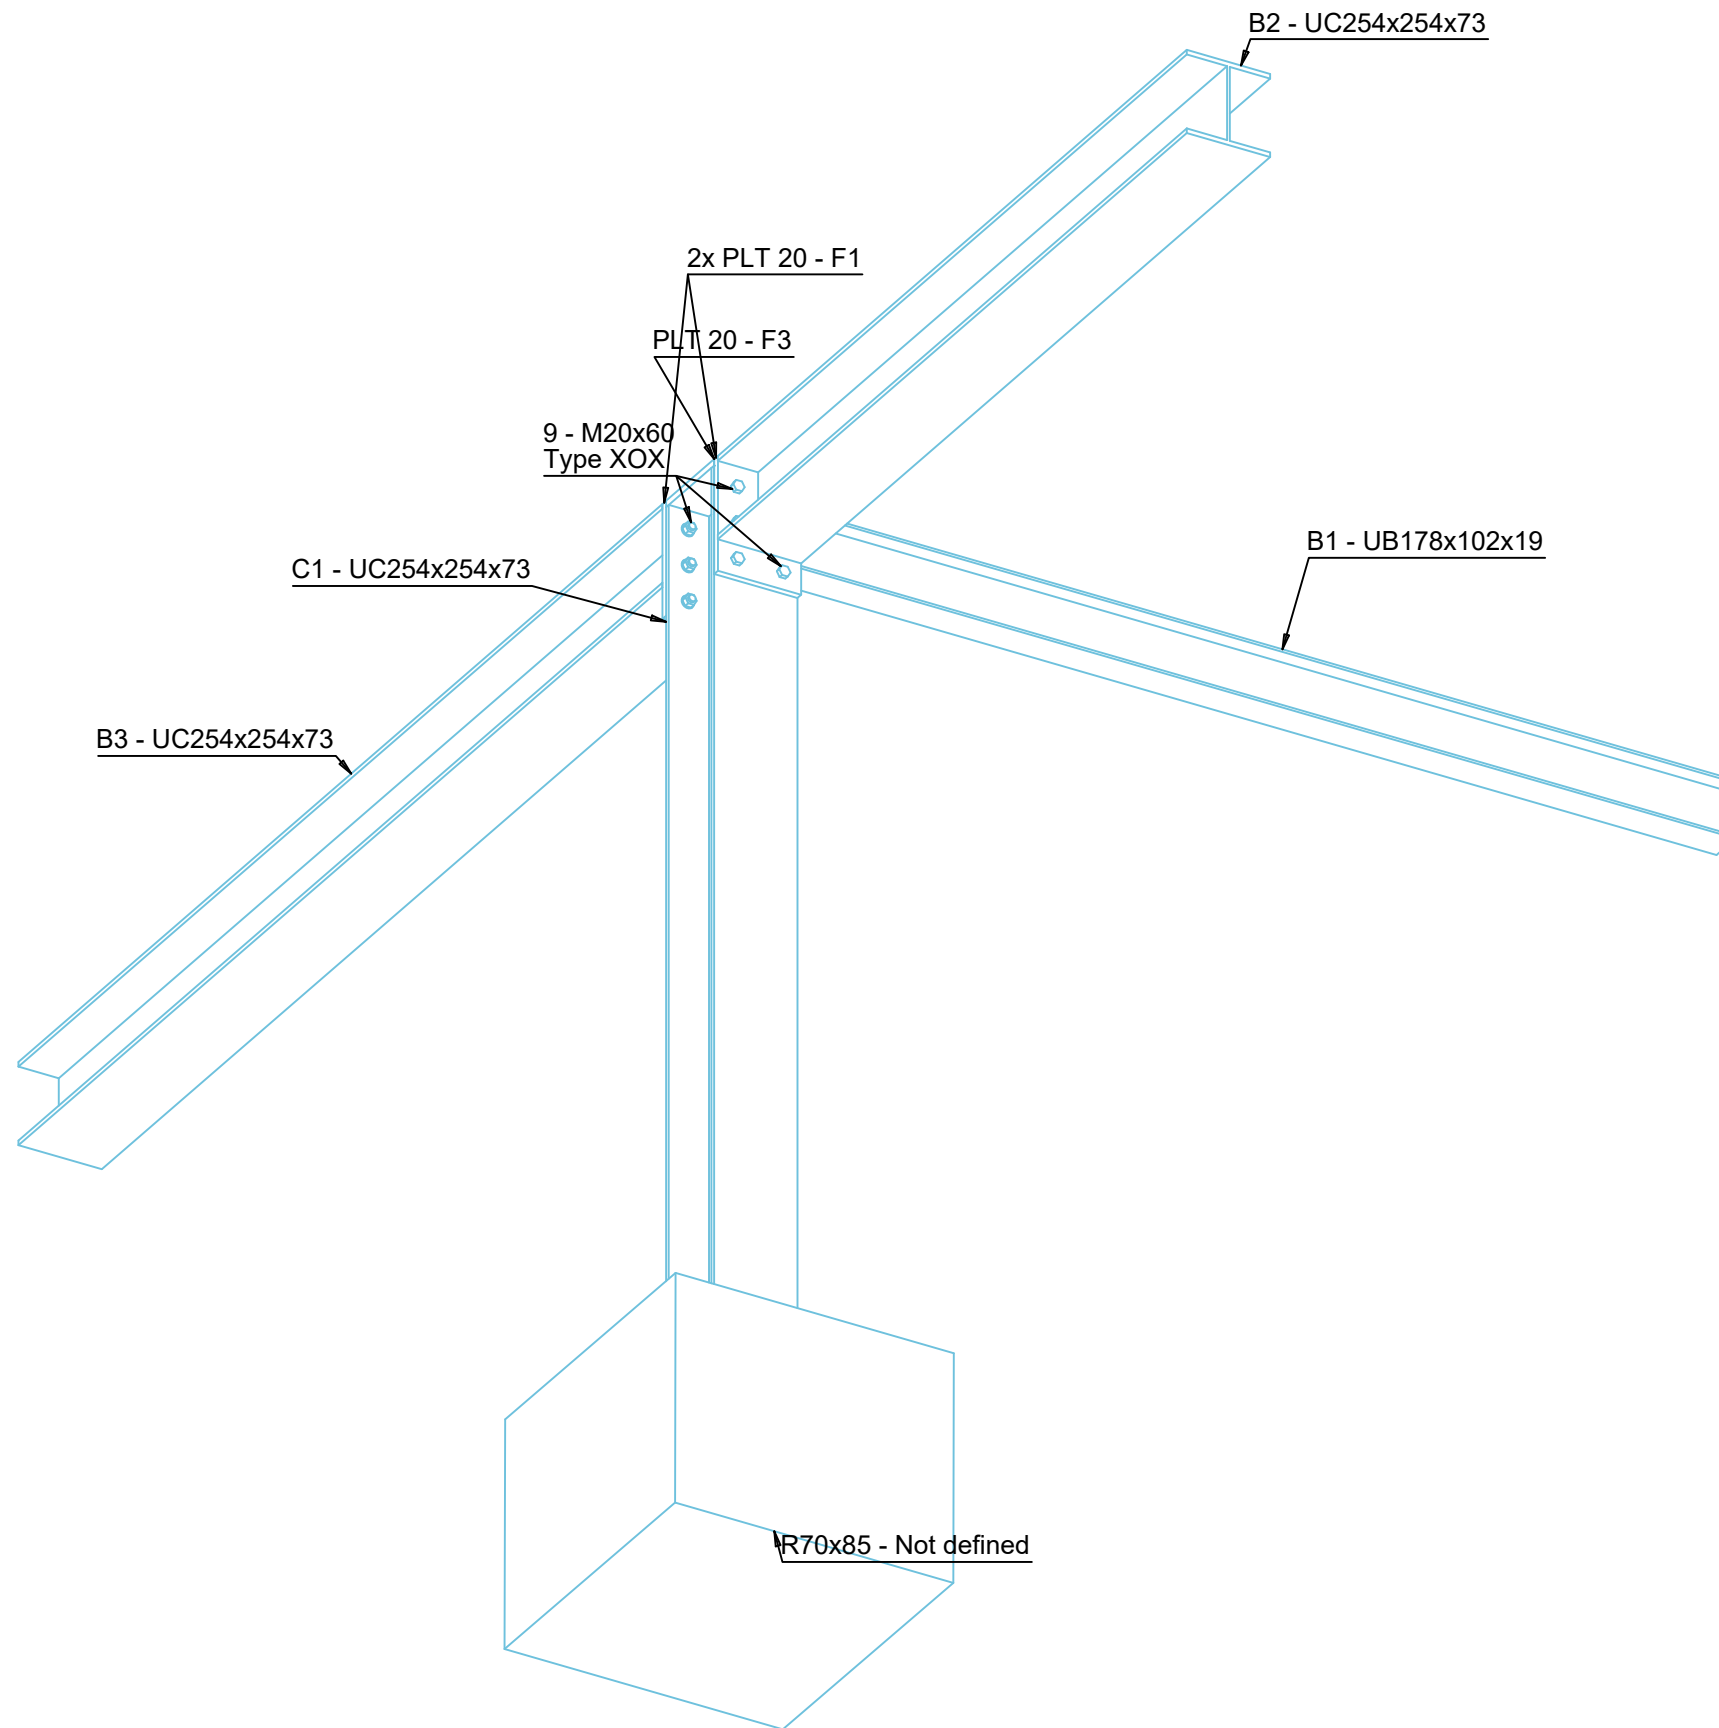 B2 - UC254x254x73
2x PLT 20 - F1
PLT 20 - F3
9 - M20x60
Type XOX
B1 - UB178x102x19
C1 - UC254x254x73
B3 - UC254x254x73
R70x85 - Not defined